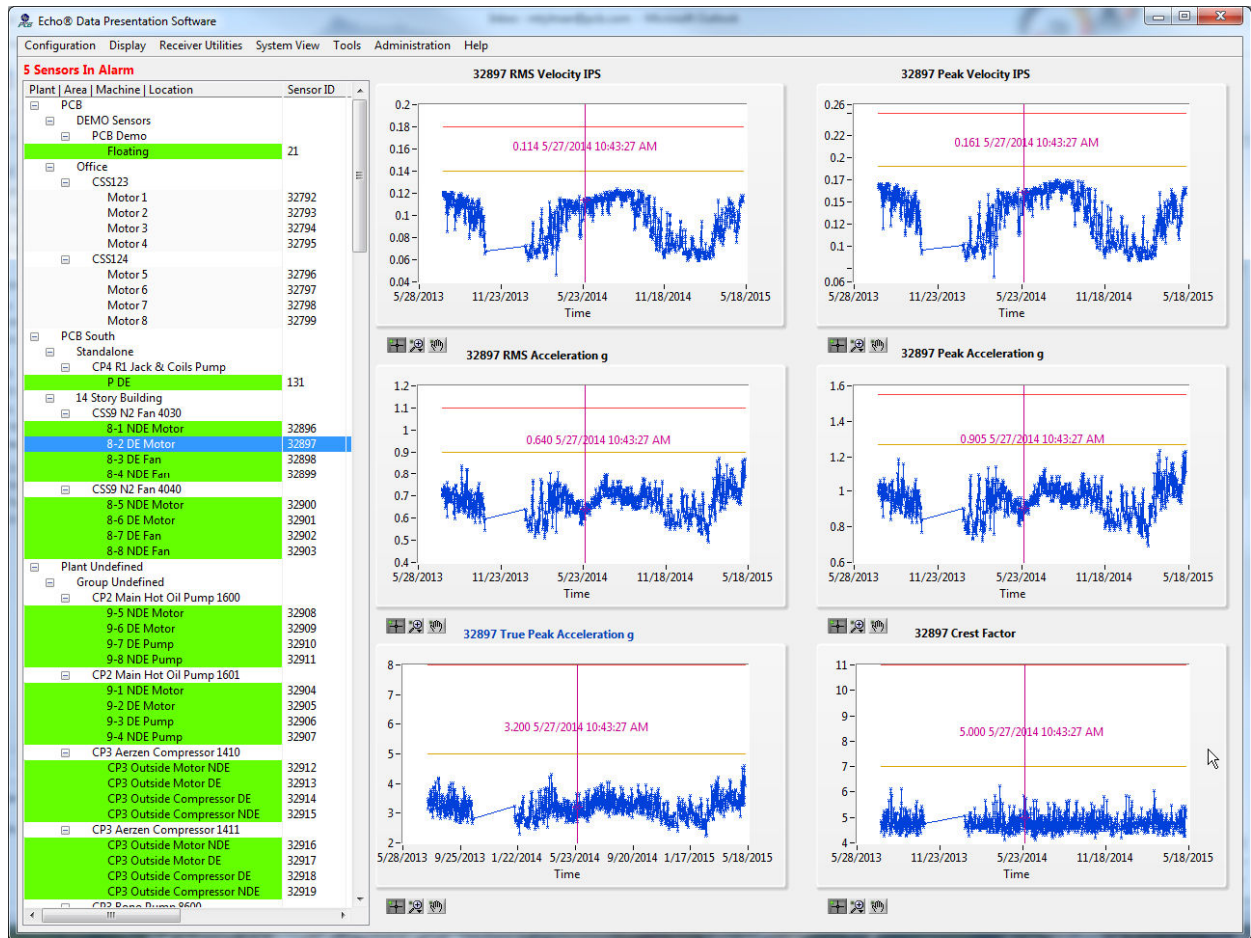 Echo® Data Presentation Software
Configuration Display Receiver Utilities System View Tools Administration Help
5 Sensors In Alarm
Plant | Area | Machine | Location Sensor ID
PCB
DEMO Sensors
PCB Demo
Floating 21
Office
CSS123
Motor 1 32792
Motor 2 32793
Motor 3 32794
Motor 4 32795
CSS124
Motor 5 32796
Motor 6 32797
Motor 7 32798
Motor 8 32799
PCB South
Standalone
CP4 R1 Jack & Coils Pump
P DE 131
14 Story Building
CSS9 N2 Fan 4030
8-1 NDE Motor 32896
8-2 DE Motor 32897
8-3 DE Fan 32898
8-4 NDE Fan 32899
CSS9 N2 Fan 4040
8-5 NDE Motor 32900
8-6 DE Motor 32901
8-7 DE Fan 32902
8-8 NDE Fan 32903
Plant Undefined
Group Undefined
CP2 Main Hot Oil Pump 1600
9-5 NDE Motor 32908
9-6 DE Motor 32909
9-7 DE Pump 32910
9-8 NDE Pump 32911
CP2 Main Hot Oil Pump 1601
9-1 NDE Motor 32904
9-2 DE Motor 32905
9-3 DE Pump 32906
9-4 NDE Pump 32907
CP3 Aerzen Compressor 1410
CP3 Outside Motor NDE 32912
CP3 Outside Motor DE 32913
CP3 Outside Compressor DE 32914
CP3 Outside Compressor NDE 32915
CP3 Aerzen Compressor 1411
CP3 Outside Motor NDE 32916
CP3 Outside Motor DE 32917
CP3 Outside Compressor DE 32918
CP3 Outside Compressor NDE 32919
32897 RMS Velocity IPS
0.2
0.18
0.16
0.14
0.12
0.1
0.08
0.06
0.04
0.114 5/27/2014 10:43:27 AM
5/28/2013 11/23/2013 5/23/2014 11/18/2014 5/18/2015
Time
32897 Peak Velocity IPS
0.26
0.22
0.2
0.17
0.15
0.12
0.1
0.06
0.161 5/27/2014 10:43:27 AM
5/28/2013 11/23/2013 5/23/2014 11/18/2014 5/18/2015
Time
32897 RMS Acceleration g
1.2
1.1
1
0.9
0.8
0.7
0.6
0.5
0.4
0.640 5/27/2014 10:43:27 AM
5/28/2013 11/23/2013 5/23/2014 11/18/2014 5/18/2015
Time
32897 Peak Acceleration g
1.6
1.4
1.2
1
0.8
0.6
0.905 5/27/2014 10:43:27 AM
5/28/2013 11/23/2013 5/23/2014 11/18/2014 5/18/2015
Time
32897 True Peak Acceleration g
8
7
6
5
4
3
2
3.200 5/27/2014 10:43:27 AM
5/28/2013 9/25/2013 1/22/2014 5/23/2014 9/20/2014 1/17/2015 5/18/2015
Time
32897 Crest Factor
11
10
9
8
7
6
5
4
5.000 5/27/2014 10:43:27 AM
5/28/2013 11/23/2013 5/23/2014 11/18/2014 5/18/2015
Time